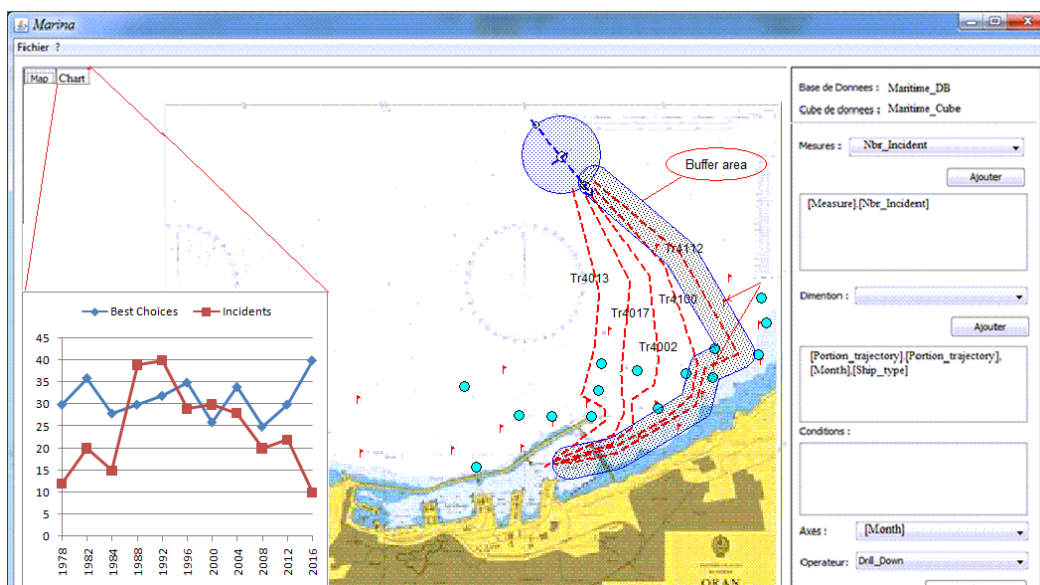 Marina
Fichier ?
Map Chart
Base de Donnees : Maritime_DB
Cube de donnees : Maritime_Cube
Mesures : Nbr_Incident
Ajouter
[Measure].[Nbr_Incident]
Dimention :
Ajouter
[Portion_trajectory].[Portion_trajectory],
[Month],[Ship_type]
Conditions :
Axes : [Month]
Operateur: Drill_Down
Buffer area
Tr4112
Tr4013
Tr4100
Tr4017
Tr4002
Best Choices Incidents
45
40
35
30
25
20
15
10
5
0
1978 1982 1984 1988 1992 1996 2000 2004 2008 2012 2016
ORAN